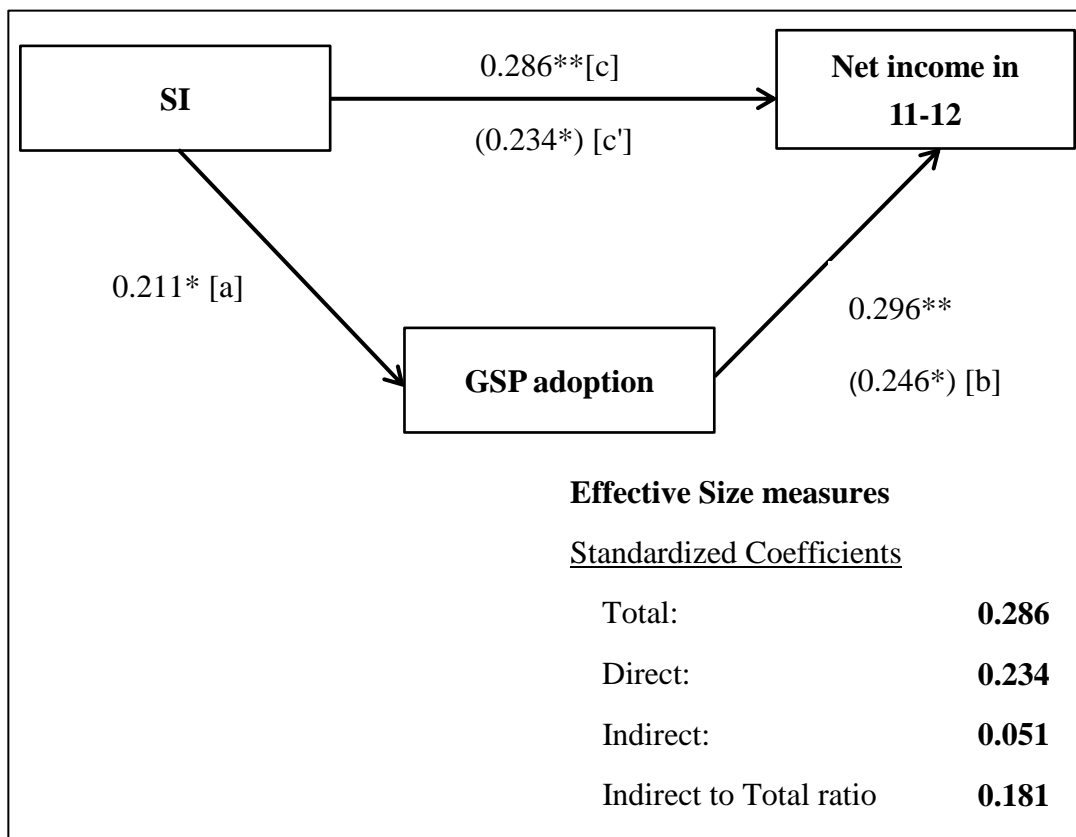 SI
0.286**[c]
(0.234*) [c']
Net income in
11-12
0.211* [a]
GSP adoption
0.296**
(0.246*) [b]
Effective Size measures
Standardized Coefficients
Total: 0.286
Direct: 0.234
Indirect: 0.051
Indirect to Total ratio 0.181